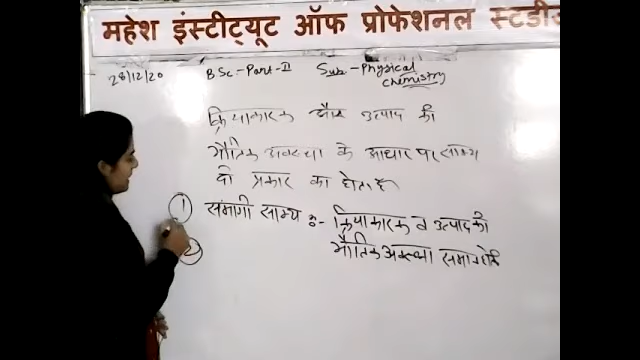 महेश इंस्टीट्यूट ऑफ प्रोफेशनल स्टडीज
28/12/20 BSc-Part-II Sub-Physical chemistry
क्रियाकारक और उत्पाद की
भौतिक अवस्था के आधार पर साम्य
दो प्रकार का होता है
① समांगी साम्य :- क्रियाकारक व उत्पाद की
भौतिक अवस्था समान होती
②